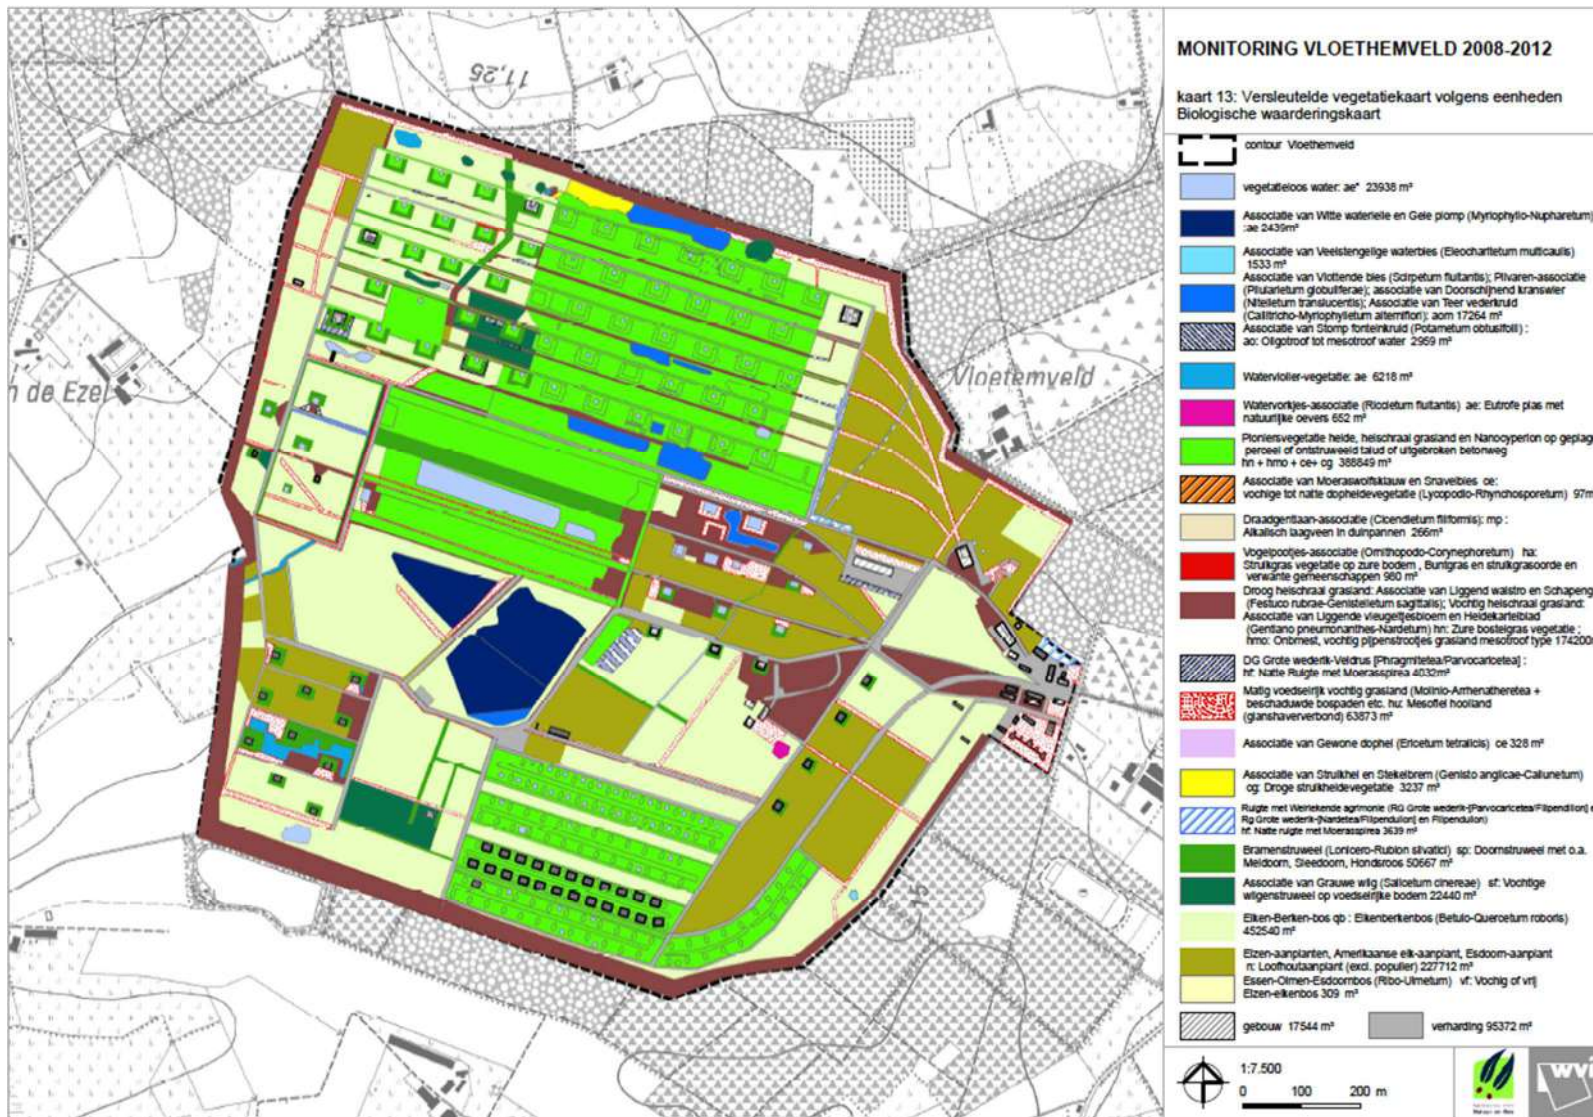 11,25
n de Ezel
Vloetemveld
MONITORING VLOETHEMVELD 2008-2012
kaart 13: Versleutelde vegetatiekaart volgens eenheden
Biologische waarderingskaart
contour Vloethemveld
vegetatieloos water: ae* 23938 m²
Associatie van Witte waterlelie en Gele plomp (Myriophyllo-Nupharetum)
:ae 2439m²
Associatie van Veelstengelige waterbies (Eleocharitetum multicaulis)
1533 m²
Associatie van Vlottende bies (Scirpetum fluitantis); Pilvaren-associatie
(Pilularietum globuliferae); associatie van Doorschijnend kranswier
(Nitelletum translucentis); Associatie van Teer vederkruid
(Callitricho-Myriophylletum alterniflori): aom 17264 m²
Associatie van Stomp fonteinkruid (Potametum obtusifolii) :
ao: Oligotroof tot mesotroof water 2959 m²
Waterviolier-vegetatie: ae 6218 m²
Watervorkjes-associatie (Riccietum fluitantis) ae: Eutrofe plas met
natuurlijke oevers 652 m²
Pioniersvegetatie heide, heischraal grasland en Nanocyperion op geplag
perceel of ontstruweeld talud of uitgebroken betonweg
hn + hmo + ce+ cg 388849 m²
Associatie van Moeraswolfsklauw en Snavelbies ce:
vochige tot natte dopheidevegetatie (Lycopodio-Rhynchosporetum) 97m
Draadgentiaan-associatie (Cicendietum filiformis): mp :
Alkalisch laagveen in duinpannen 266m²
Vogelpootjes-associatie (Ornithopodo-Corynephoretum) ha:
Struikgras vegetatie op zure bodem , Buntgras en struikgrasoorde en
verwante gemeenschappen 980 m²
Droog heischraal grasland: Associatie van Liggend walstro en Schapeng
(Festuco rubrae-Genistelletum sagittalis); Vochtig heischraal grasland:
Associatie van Liggende vleugeltjesbloem en Heidekartelblad
(Gentiano pneumonanthes-Nardetum) hn: Zure borstelgras vegetatie ;
hmo: Onbmest, vochtig pijpenstrootjes grasland mesotroof type 174200
DG Grote wederik-Veldrus [Phragmitetea/Parvocaricetea] :
hf: Natte Ruigte met Moerasspirea 4032m²
Matig voedselrijk vochtig grasland (Molinio-Arrhenatheretea +
beschaduwde bospaden etc. hu: Mesofiel hooiland
(glanshaververbond) 63873 m²
Associatie van Gewone dophei (Ericetum tetralicis) ce 328 m²
Associatie van Struikhei en Stekelbrem (Genisto anglicae-Callunetum)
cg: Droge struikheidevegetatie 3237 m²
Ruigte met Welriekende agrimonie (RG Grote wederik-[Parvocaricetea/Filipendilion] e
Rg Grote wederik-[Nardetea/Filipendulion] en Filipendulion)
hf: Natte ruigte met Moerasspirea 3639 m²
Bramenstruweel (Lonicero-Rubion silvatici) sp: Doornstruweel met o.a.
Meidoorn, Sleedoorn, Hondsroos 50667 m²
Associatie van Grauwe wilg (Salicetum cinereae) sf: Vochtige
wilgenstruweel op voedselrijke bodem 22440 m²
Eiken-Berken-bos qb : Eikenberkenbos (Betulo-Quercetum roboris)
452540 m²
Elzen-aanplanten, Amerikaanse eik-aanplant, Esdoorn-aanplant
n: Loofhoutaanplant (excl. populier) 227712 m²
Essen-Olmen-Esdoornbos (Ribo-Ulmetum) vf: Vochig of vrij
Elzen-eikenbos 309 m²
gebouw 17544 m²
verharding 95372 m²
1:7.500
0 100 200 m
wvi